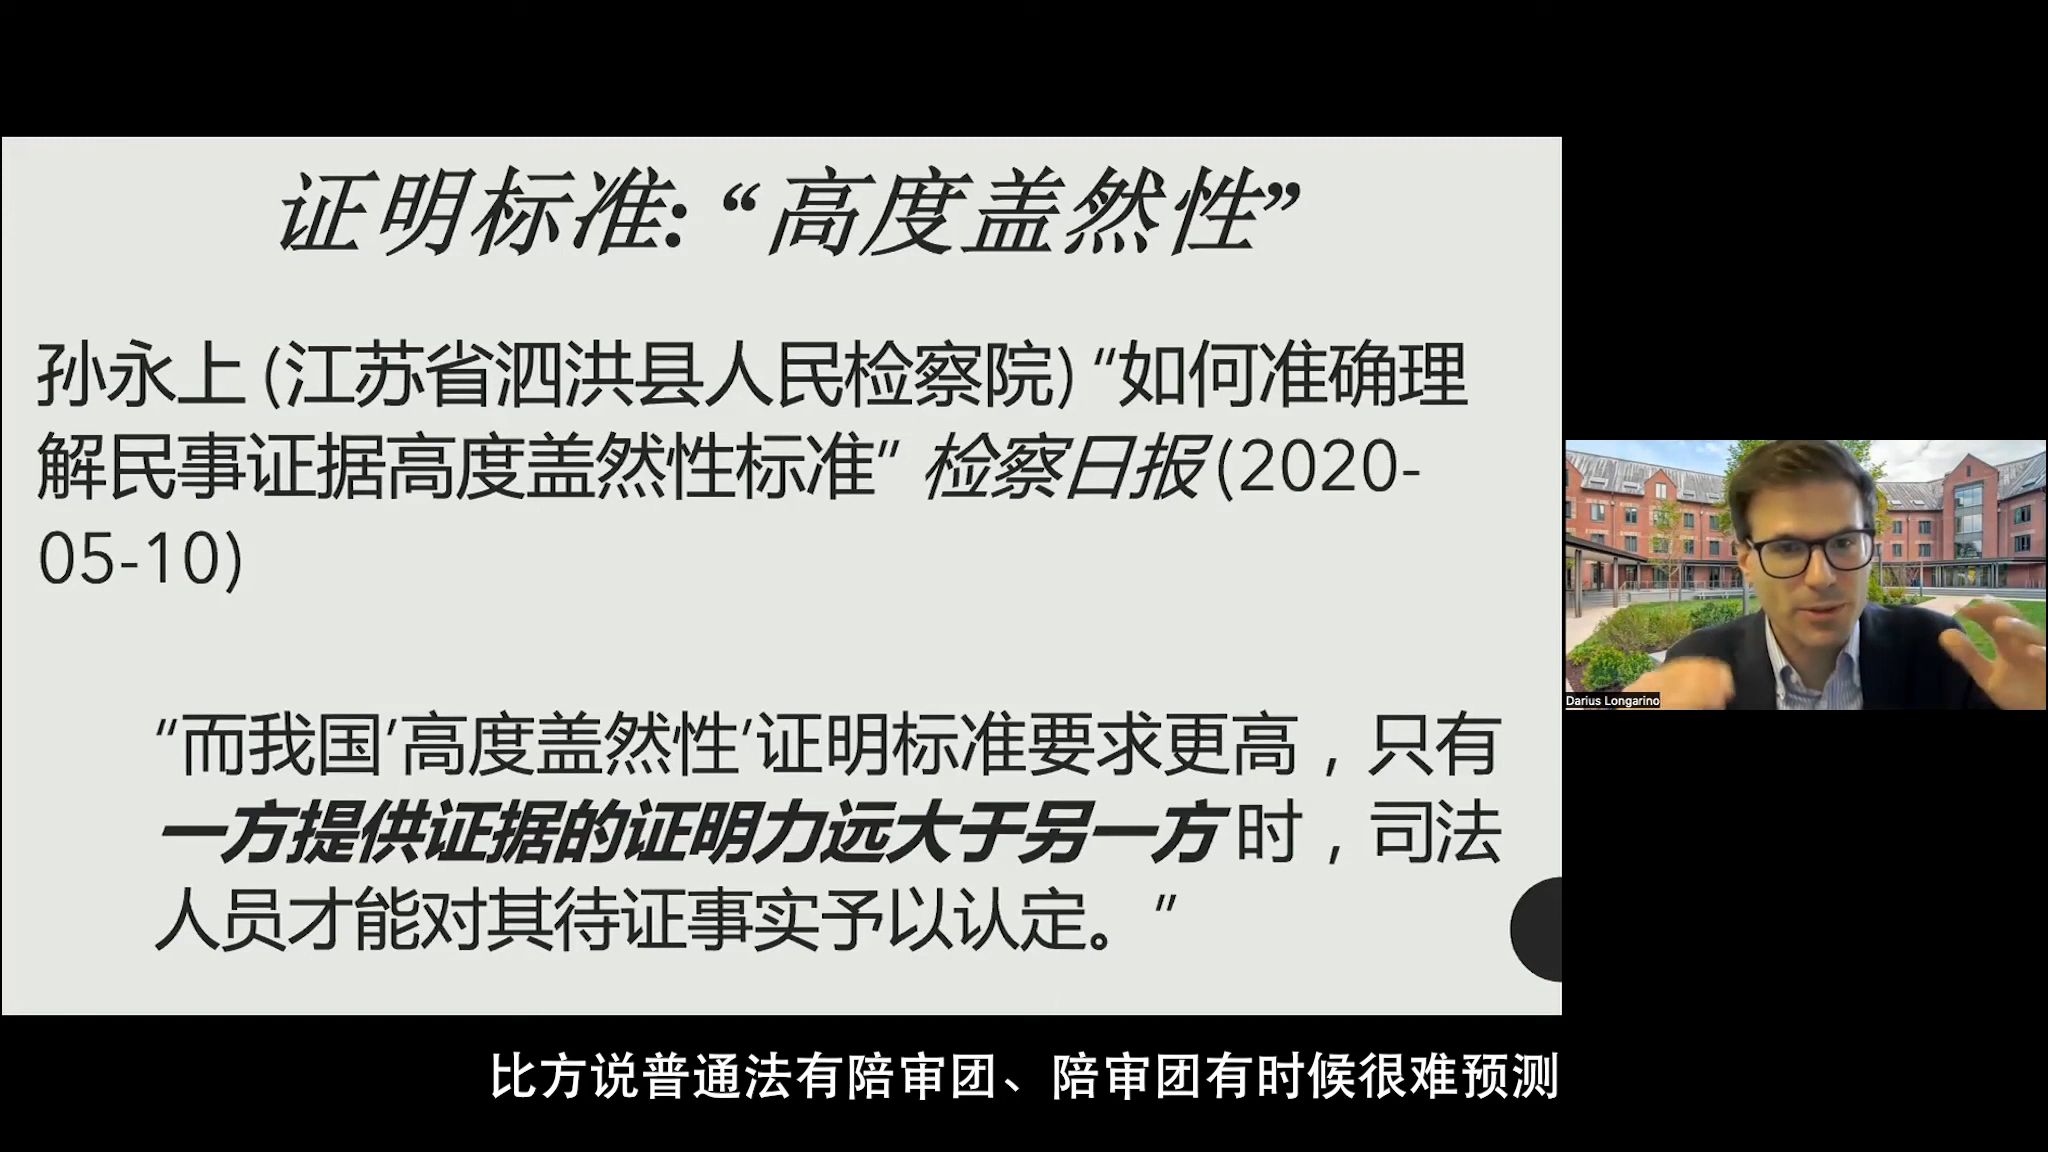 证明标准: “高度盖然性”
孙永上 (江苏省泗洪县人民检察院) “如何准确理
解民事证据高度盖然性标准” 检察日报 (2020-
05-10)
“而我国’高度盖然性’证明标准要求更高，只有
一方提供证据的证明力远大于另一方 时，司法
人员才能对其待证事实予以认定。”
Darius Longarino
比方说普通法有陪审团、陪审团有时候很难预测